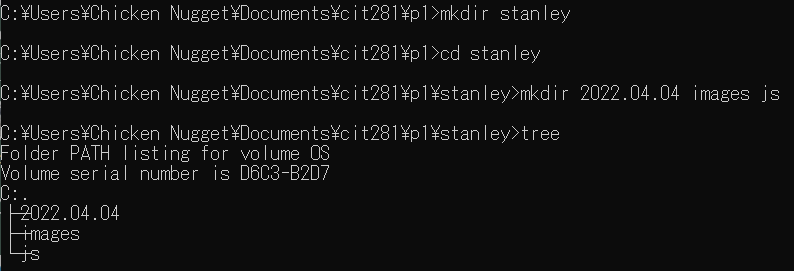 C:¥Users¥Chicken Nugget¥Documents¥cit281¥p1>mkdir stanley
C:¥Users¥Chicken Nugget¥Documents¥cit281¥p1>cd stanley
C:¥Users¥Chicken Nugget¥Documents¥cit281¥p1¥stanley>mkdir 2022.04.04 images js
C:¥Users¥Chicken Nugget¥Documents¥cit281¥p1¥stanley>tree
Folder PATH listing for volume OS
Volume serial number is D6C3-B2D7
C:.
├─2022.04.04
├─images
└─js